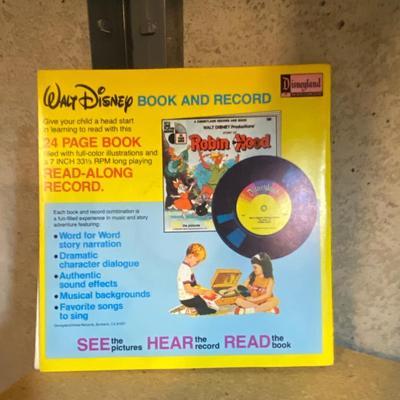 WALT DISNEY BOOK AND RECORD
Disneyland
Give your child a head start
in learning to read with this
24 PAGE BOOK
filled with full-color illustrations and
a 7 INCH 33⅓ RPM long playing
READ-ALONG
RECORD.
WALT DISNEY Productions'
STORY OF
Robin Hood
Disneyland
Each book and record combination is
a fun-filled experience in music and story
adventure featuring:
• Word for Word
story narration
• Dramatic
character dialogue
• Authentic
sound effects
• Musical backgrounds
• Favorite songs
to sing
SEE the pictures HEAR the record READ the book